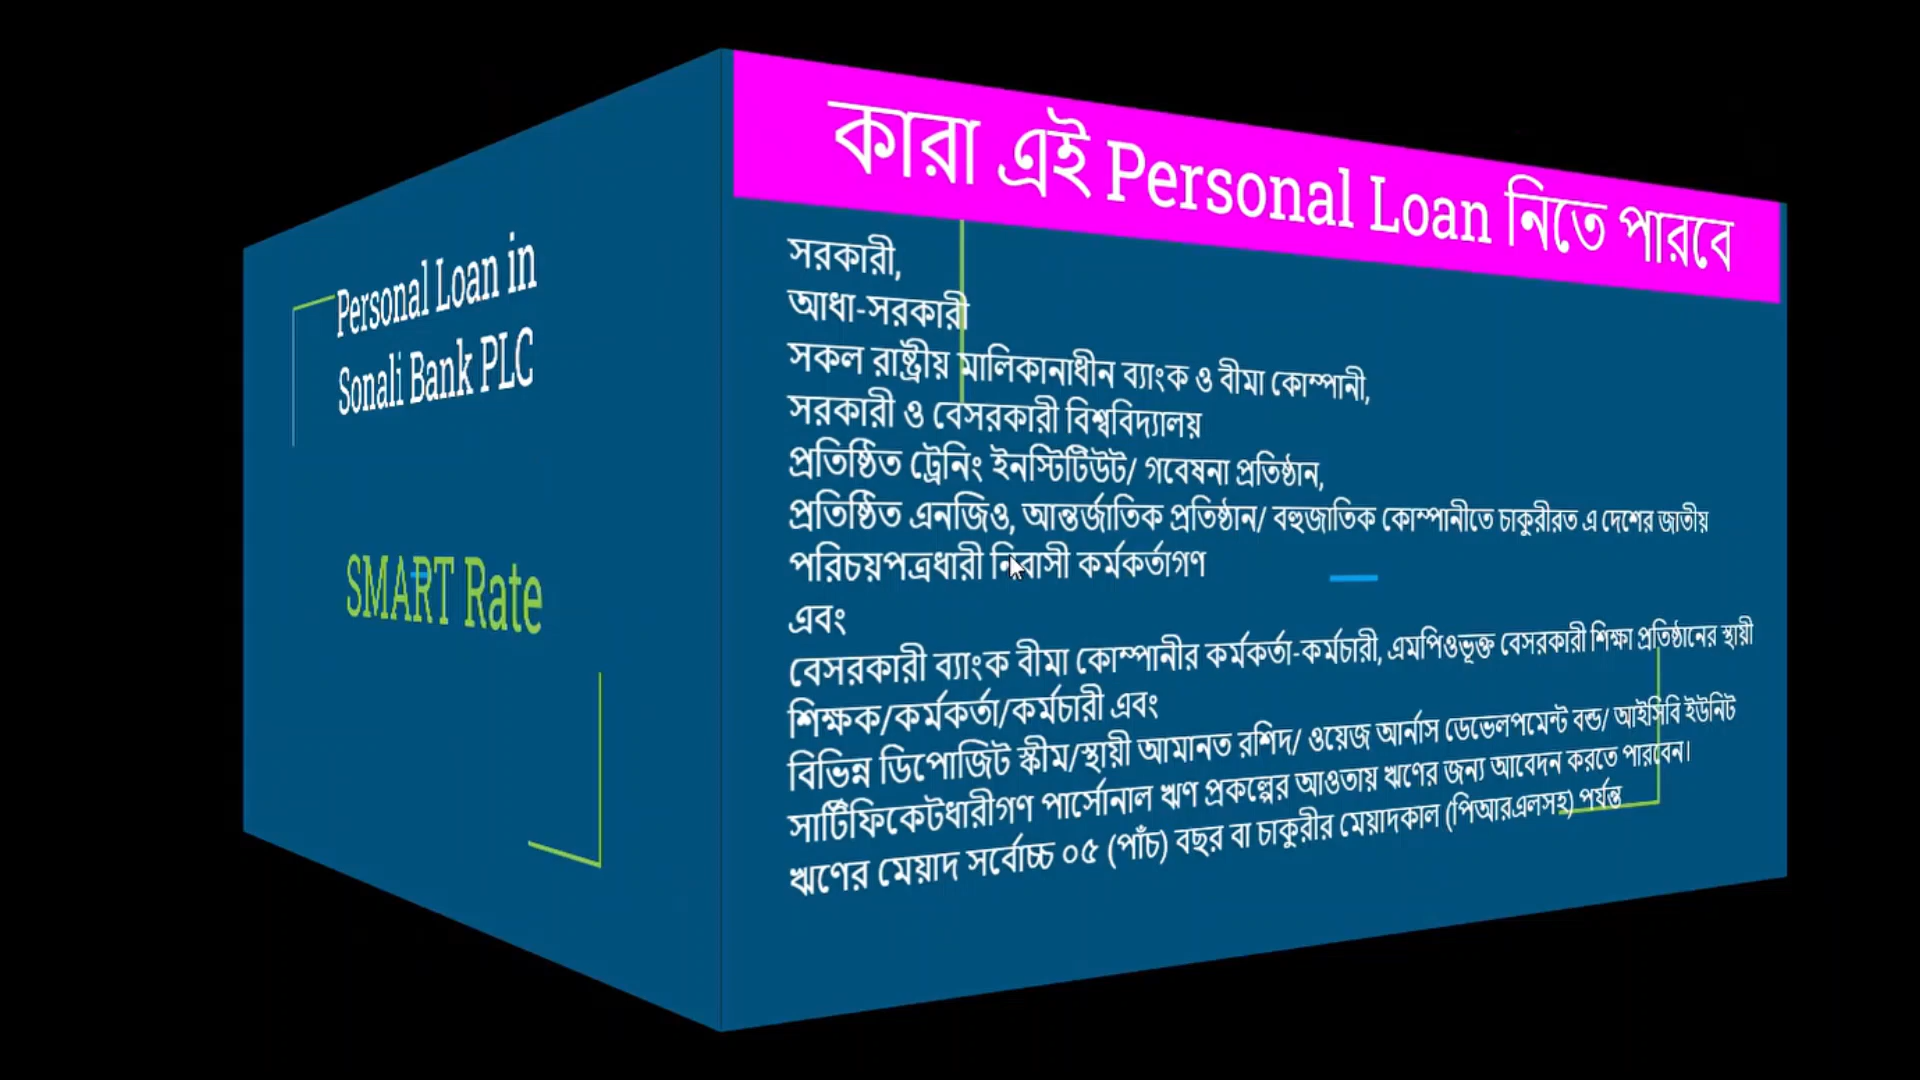 Personal Loan in
Sonali Bank PLC
SMART Rate
কারা এই Personal Loan নিতে পারবে
সরকারী,
আধা-সরকারী
সকল রাষ্ট্রীয় মালিকানাধীন ব্যাংক ও বীমা কোম্পানী,
সরকারী ও বেসরকারী বিশ্ববিদ্যালয়
প্রতিষ্ঠিত ট্রেনিং ইনস্টিটিউট/ গবেষনা প্রতিষ্ঠান,
প্রতিষ্ঠিত এনজিও, আন্তর্জাতিক প্রতিষ্ঠান/ বহুজাতিক কোম্পানীতে চাকুরীরত এ দেশের জাতীয়
পরিচয়পত্রধারী নিবাসী কর্মকর্তাগণ
এবং
বেসরকারী ব্যাংক বীমা কোম্পানীর কর্মকর্তা-কর্মচারী, এমপিওভূক্ত বেসরকারী শিক্ষা প্রতিষ্ঠানের স্থায়ী
শিক্ষক/কর্মকর্তা/কর্মচারী এবং
বিভিন্ন ডিপোজিট স্কীম/স্থায়ী আমানত রশিদ/ ওয়েজ আর্নাস ডেভেলপমেন্ট বন্ড/ আইসিবি ইউনিট
সার্টিফিকেটধারীগণ পার্সোনাল ঋণ প্রকল্পের আওতায় ঋণের জন্য আবেদন করতে পারবেন।
ঋণের মেয়াদ সর্বোচ্চ ০৫ (পাঁচ) বছর বা চাকুরীর মেয়াদকাল (পিআরএলসহ) পর্যন্ত